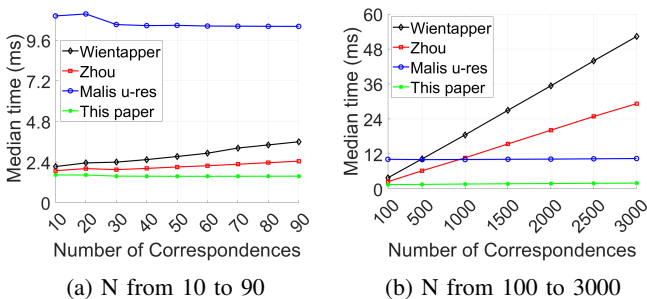 9.6
7.2
4.8
2.4
0
Median time (ms)
Wientapper
Zhou
Malis u-res
This paper
10 20 30 40 50 60 70 80 90
Number of Correspondences
(a) N from 10 to 90
60
48
36
24
12
0
Median time (ms)
Wientapper
Zhou
Malis u-res
This paper
100 500 1000 1500 2000 2500 3000
Number of Correspondences
(b) N from 100 to 3000